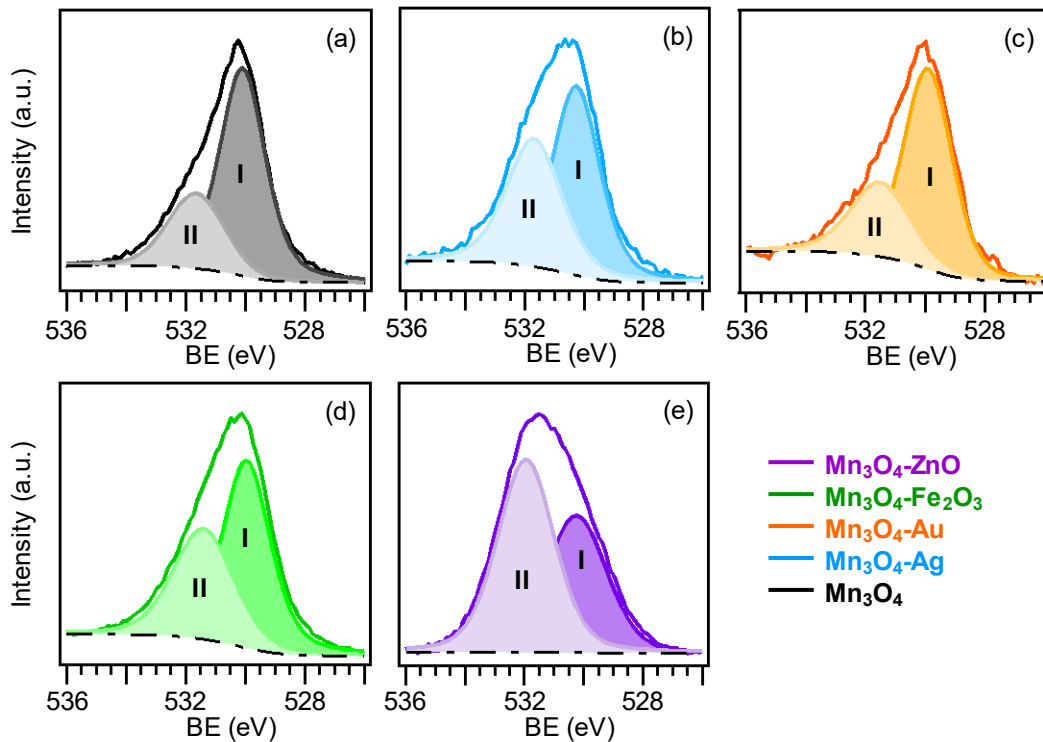 (a)
(b)
(c)
Intensity (a.u.)
I
II
I
II
I
II
536 532 528
536 532 528
536 532 528
BE (eV)
BE (eV)
BE (eV)
(d)
(e)
Intensity (a.u.)
I
II
I
II
536 532 528
536 532 528
BE (eV)
BE (eV)
Mn₃O₄-ZnO
Mn₃O₄-Fe₂O₃
Mn₃O₄-Au
Mn₃O₄-Ag
Mn₃O₄